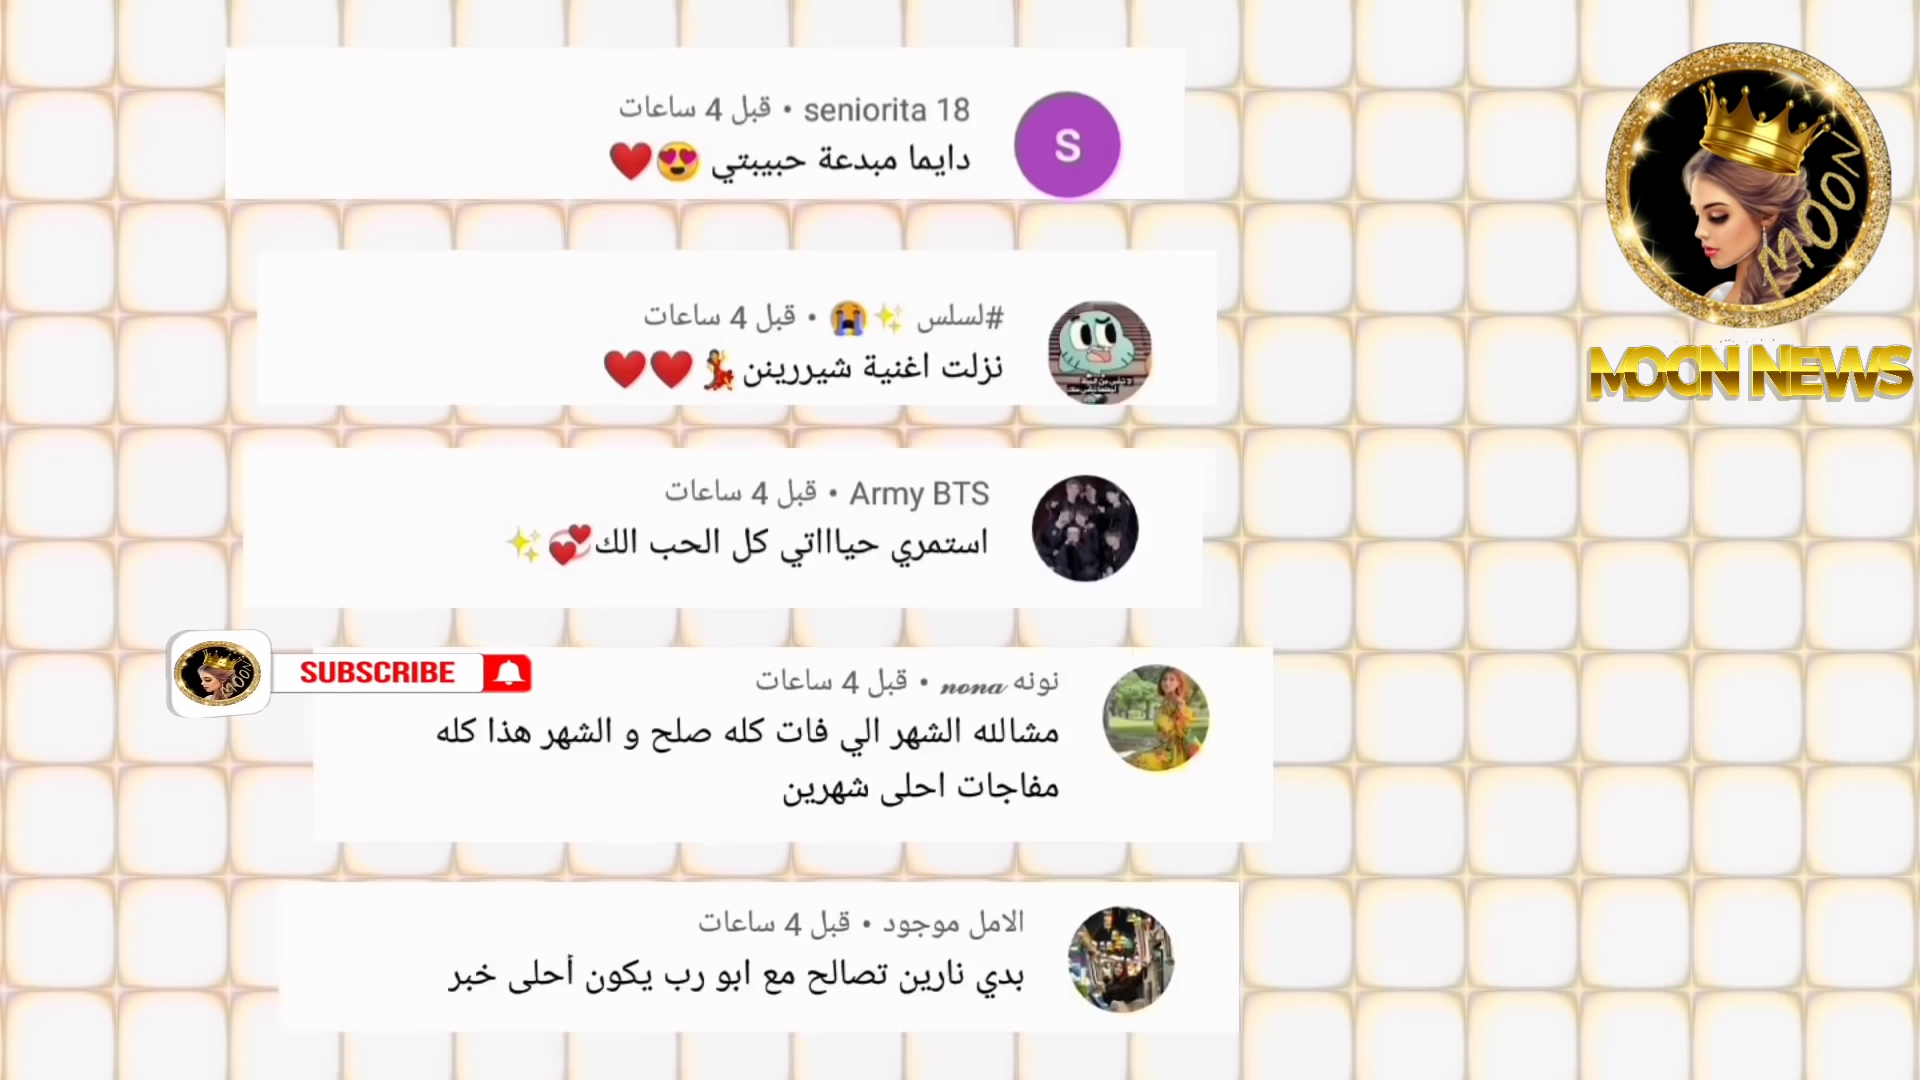 seniorita 18 • قبل 4 ساعات
دايما مبدعة حبيبتي 😍❤️
S
MOON
MOON NEWS
#لسلس ✨😭 • قبل 4 ساعات
نزلت اغنية شيررينن💃❤️❤️
Army BTS • قبل 4 ساعات
استمري حياااتي كل الحب الك💞✨
MOON
SUBSCRIBE
نونه 𝓃ℴ𝓃𝒶 • قبل 4 ساعات
مشالله الشهر الي فات كله صلح و الشهر هذا كله
مفاجات احلى شهرين
الامل موجود • قبل 4 ساعات
بدي نارين تصالح مع ابو رب يكون أحلى خبر